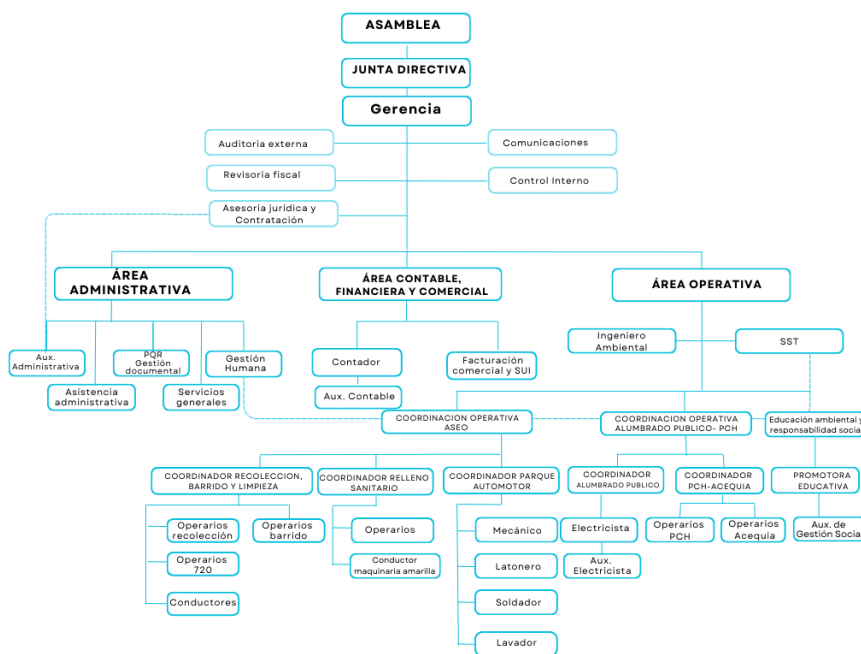 ASAMBLEA
JUNTA DIRECTIVA
Gerencia
Auditoria externa
Comunicaciones
Revisoria fiscal
Control Interno
Asesoria jurídica y
Contratación
ÁREA
ADMINISTRATIVA
ÁREA CONTABLE,
FINANCIERA Y COMERCIAL
ÁREA OPERATIVA
Aux.
Administrativa
PQR
Gestión
documental
Gestión
Humana
Asistencia
administrativa
Servicios
generales
Contador
Facturación
comercial y SUI
Aux. Contable
Ingeniero
Ambiental
SST
COORDINACION OPERATIVA
ASEO
COORDINACION OPERATIVA
ALUMBRADO PUBLICO- PCH
Educación ambiental y
responsabilidad social
COORDINADOR RECOLECCION,
BARRIDO Y LIMPIEZA
COORDINADOR RELLENO
SANITARIO
COORDINADOR PARQUE
AUTOMOTOR
COORDINADOR
ALUMBRADO PUBLICO
COORDINADOR
PCH-ACEQUIA
PROMOTORA
EDUCATIVA
Operarios
recolección
Operarios
barrido
Operarios
720
Conductores
Operarios
Conductor
maquinaria amarilla
Mecánico
Latonero
Soldador
Lavador
Electricista
Aux.
Electricista
Operarios
PCH
Operarios
Acequia
Aux. de
Gestión Social